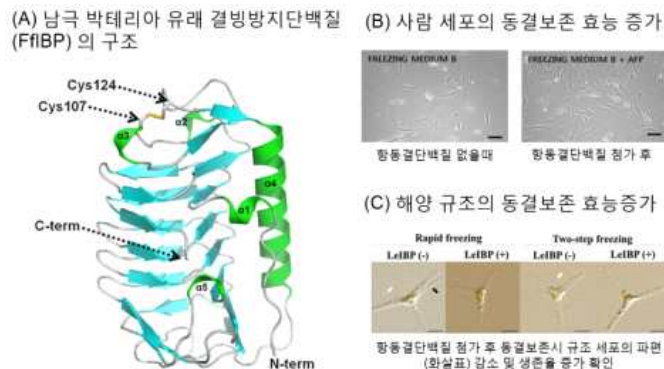 (A) 남극 박테리아 유래 결빙방지단백질
(FfIBP) 의 구조
Cys124
Cys107
α2
α3
α4
α1
C-term
α5
N-term
(B) 사람 세포의 동결보존 효능 증가
FREEZING MEDIUM B
FREEZING MEDIUM B + AFP
항동결단백질 없을때
항동결단백질 첨가 후
(C) 해양 규조의 동결보존 효능증가
Rapid freezing
Two-step freezing
LeIBP (-)
LeIBP (+)
LeIBP (-)
LeIBP (+)
항동결단백질 첨가 후 동결보존시 규조 세포의 파편
(화살표) 감소 및 생존율 증가 확인